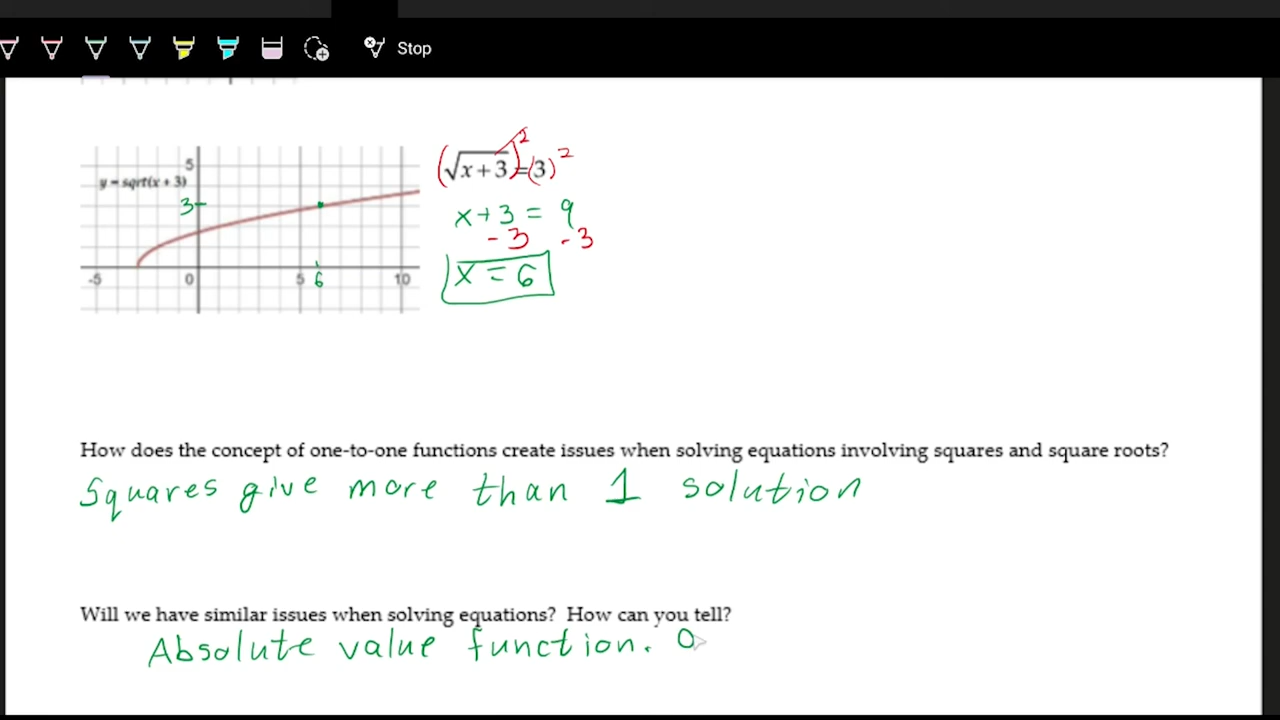 Stop
5
y = sqrt(x + 3)
3
-5 0 5 6 10
(√x + 3)² = (3)²
x + 3 = 9
- 3 - 3
x = 6
How does the concept of one-to-one functions create issues when solving equations involving squares and square roots?
Squares give more than 1 solution
Will we have similar issues when solving equations? How can you tell?
Absolute value function. O